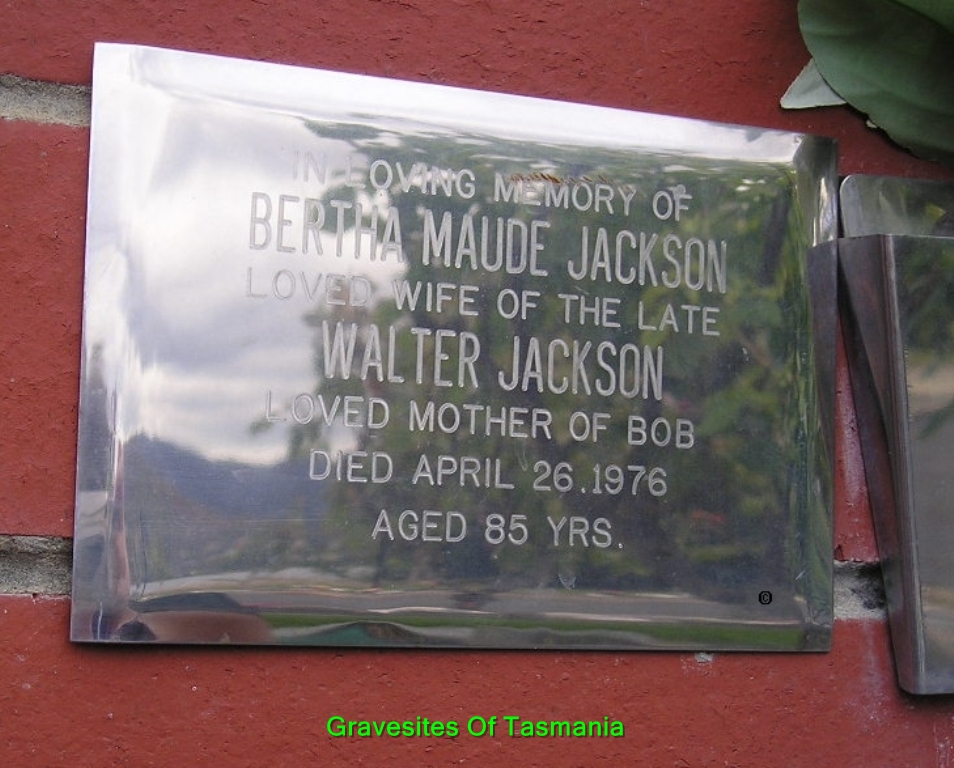 IN LOVING MEMORY OF
BERTHA MAUDE JACKSON
LOVED WIFE OF THE LATE
WALTER JACKSON
LOVED MOTHER OF BOB
DIED APRIL 26.1976
AGED 85 YRS.
©
Gravesites Of Tasmania